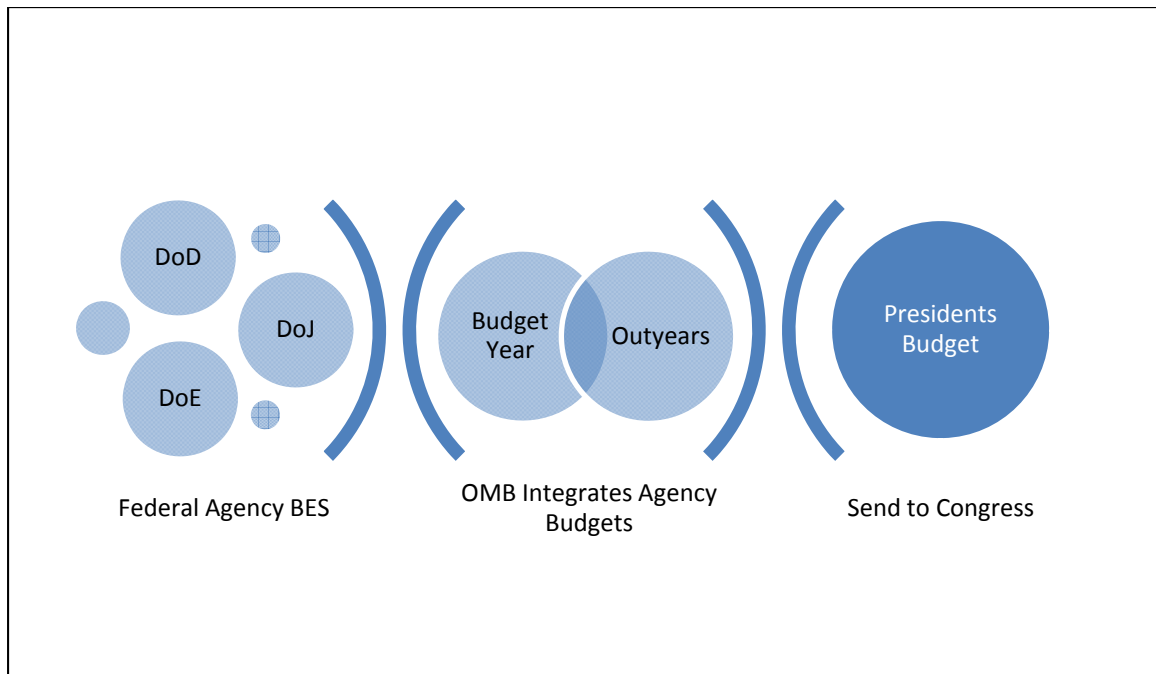 DoD
DoJ
DoE
Federal Agency BES
Budget
Year
Outyears
OMB Integrates Agency
Budgets
Presidents
Budget
Send to Congress